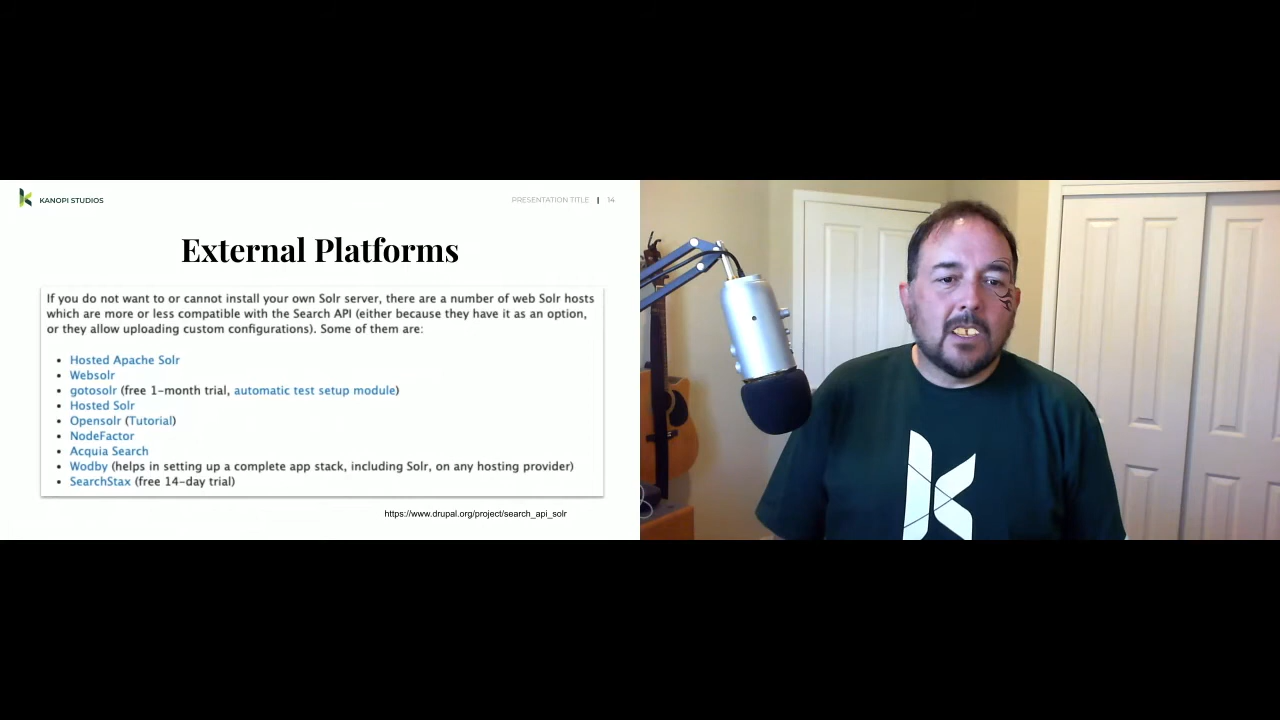 KANOPI STUDIOS
PRESENTATION TITLE | 14
External Platforms
If you do not want to or cannot install your own Solr server, there are a number of web Solr hosts
which are more or less compatible with the Search API (either because they have it as an option,
or they allow uploading custom configurations). Some of them are:
• Hosted Apache Solr
• Websolr
• gotosolr (free 1-month trial, automatic test setup module)
• Hosted Solr
• Opensolr (Tutorial)
• NodeFactor
• Acquia Search
• Wodby (helps in setting up a complete app stack, including Solr, on any hosting provider)
• SearchStax (free 14-day trial)
https://www.drupal.org/project/search_api_solr